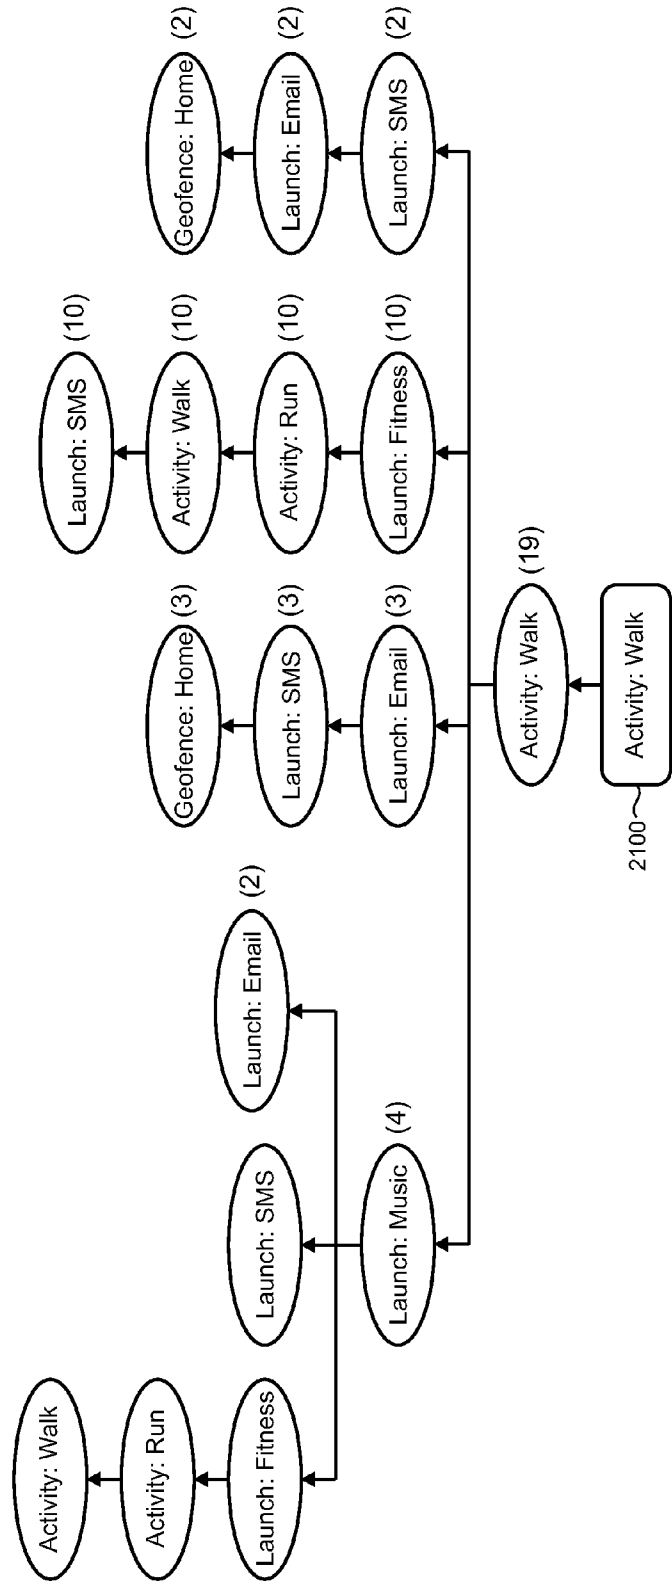 Geofence: Home (2)
Launch: Email (2)
Launch: SMS (2)
Launch: SMS (10)
Activity: Walk (10)
Activity: Run (10)
Launch: Fitness (10)
Geofence: Home (3)
Launch: SMS (3)
Launch: Email (3)
Activity: Walk (19)
Activity: Walk
2100
Launch: Email (2)
Launch: SMS
Launch: Music (4)
Activity: Walk
Activity: Run
Launch: Fitness